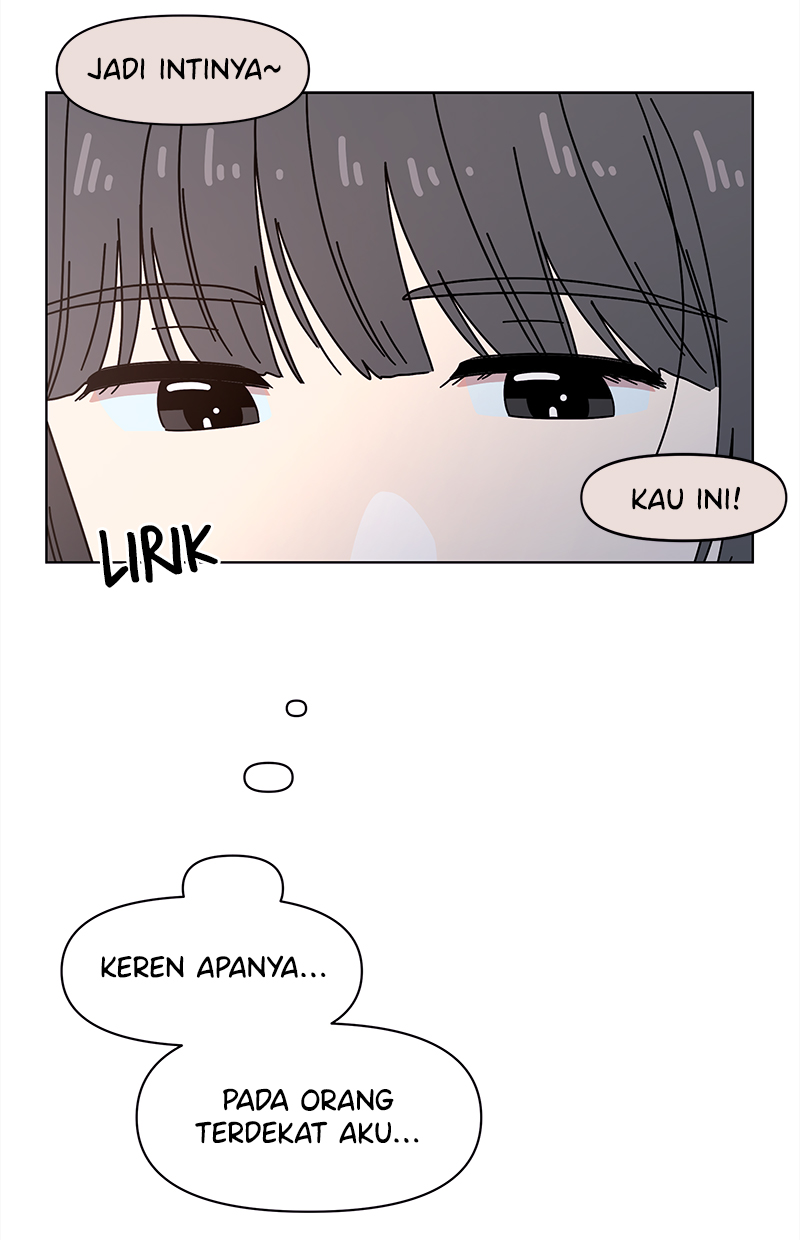 JADI INTINYA~
KAU INI!
LIRIK
KEREN APANYA...
PADA ORANG
TERDEKAT AKU...